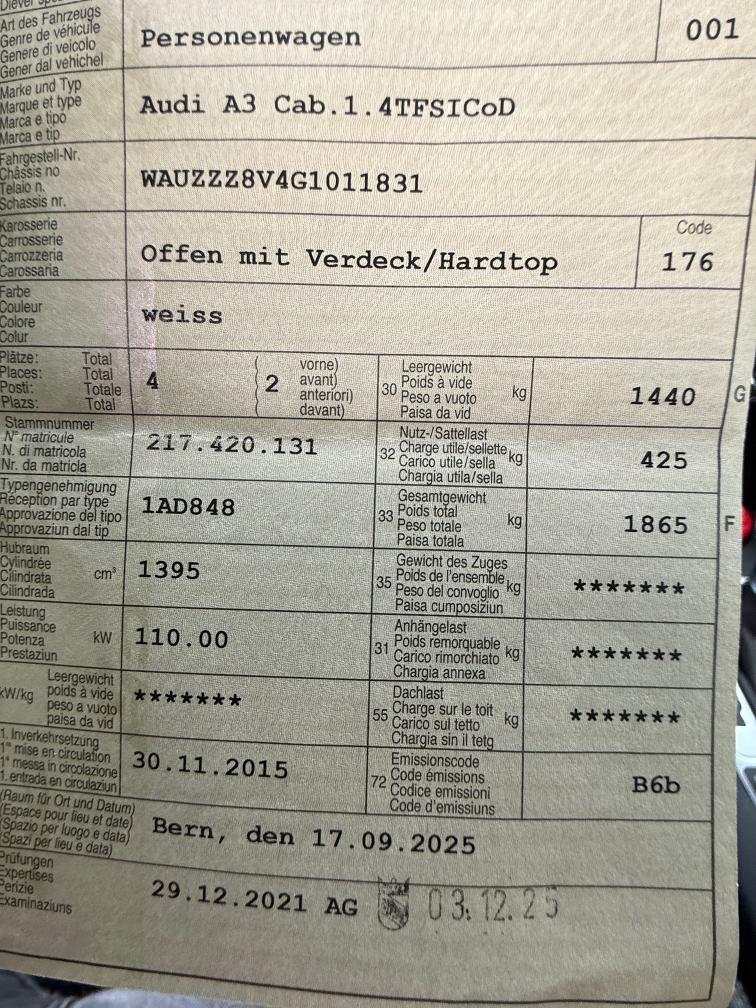 Art des Fahrzeugs
Genre de véhicule
Genere di veicolo
Gener dal vehichel
Personenwagen
001
Marke und Typ
Marque et type
Marca e tipo
Marca e tip
Audi A3 Cab.1.4TFSICoD
Fahrgestell-Nr.
Châssis no
Telaio n.
Schassis nr.
WAUZZZ8V4G1011831
Karosserie
Carrosserie
Carrozzeria
Carossaria
Offen mit Verdeck/Hardtop
Code
176
Farbe
Couleur
Colore
Colur
weiss
Plätze: Total
Places: Total
Posti: Totale
Plazs: Total
4
( 2 vorne)
( avant)
( anteriori)
( davant)
30 Leergewicht
Poids à vide
Peso a vuoto
Paisa da vid
kg
1440
G
Stammnummer
N° matricule
N. di matricola
Nr. da matricla
217.420.131
32 Nutz-/Sattellast
Charge utile/sellette
Carico utile/sella
Chargia utila/sella
kg
425
Typengenehmigung
Réception par type
Approvazione del tipo
Approvaziun dal tip
1AD848
33 Gesamtgewicht
Poids total
Peso totale
Paisa totala
kg
1865
F
Hubraum
Cylindrée
Cilindrata
Cilindrada
cm³
1395
35 Gewicht des Zuges
Poids de l'ensemble
Peso del convoglio
Paisa cumposiziun
kg
*******
Leistung
Puissance
Potenza
Prestaziun
kW
110.00
31 Anhängelast
Poids remorquable
Carico rimorchiato
Chargia annexa
kg
*******
kW/kg
Leergewicht
poids à vide
peso a vuoto
paisa da vid
*******
55 Dachlast
Charge sur le toit
Carico sul tetto
Chargia sin il tetg
kg
*******
1. Inverkehrsetzung
1re mise en circulation
1a messa in circolazione
1. entrada en circulaziun
30.11.2015
72 Emissionscode
Code émissions
Codice emissioni
Code d'emissiuns
B6b
(Raum für Ort und Datum)
(Espace pour lieu et date)
(Spazio per luogo e data)
(Spazi per lieu e data)
Bern, den 17.09.2025
Prüfungen
Expertises
Perizie
Examinaziuns
29.12.2021 AG
03.12.25